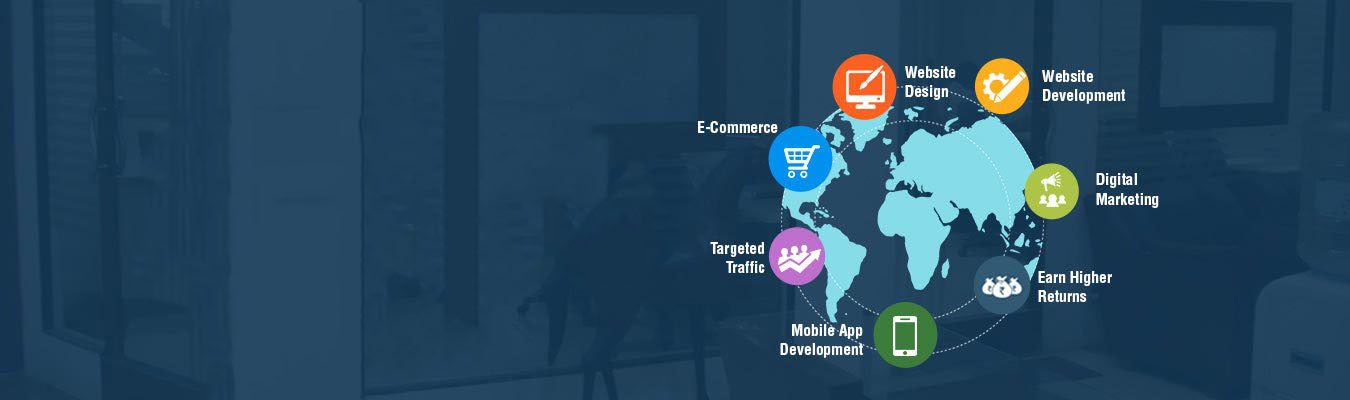 Website
Design
Website
Development
E-Commerce
Digital
Marketing
Targeted
Traffic
Earn Higher
Returns
Mobile App
Development